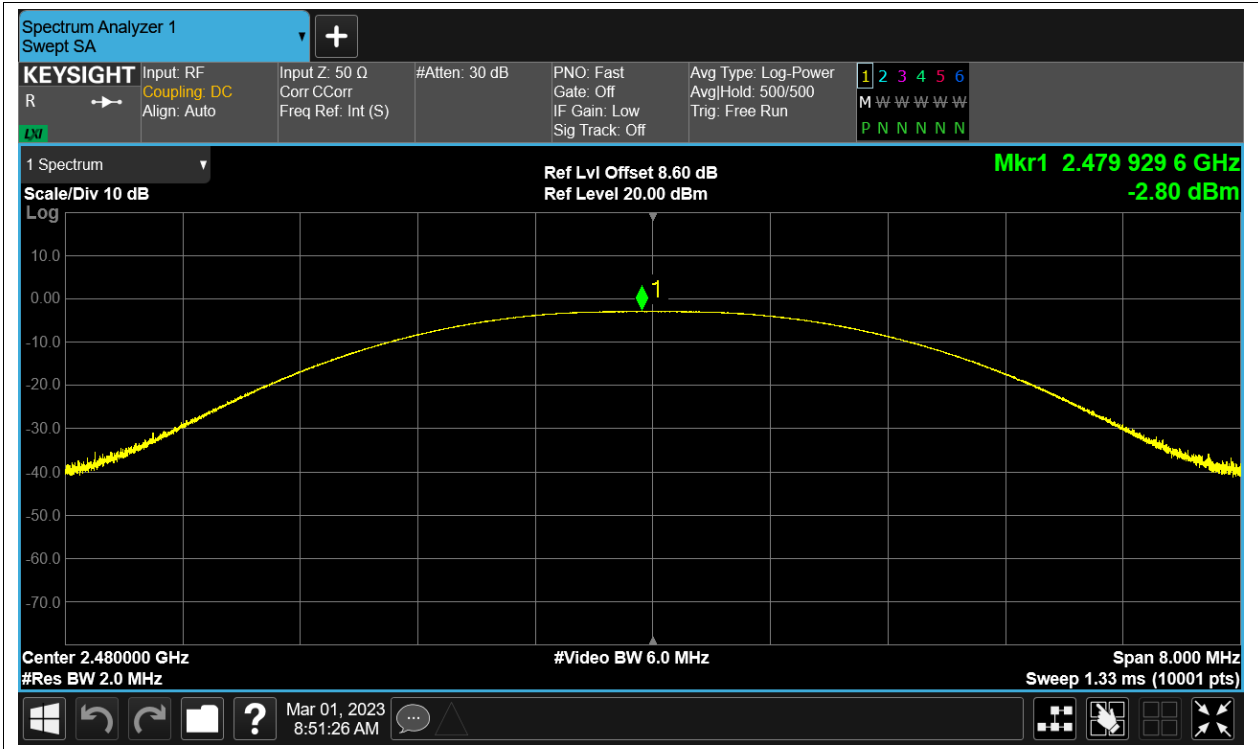 Spectrum Analyzer 1
Swept SA
KEYSIGHT
R
LXI
Input: RF
Coupling: DC
Align: Auto
Input Z: 50 Ω
Corr CCorr
Freq Ref: Int (S)
#Atten: 30 dB
PNO: Fast
Gate: Off
IF Gain: Low
Sig Track: Off
Avg Type: Log-Power
Avg|Hold: 500/500
Trig: Free Run
1 2 3 4 5 6
M W W W W W
P N N N N N
1 Spectrum
Scale/Div 10 dB
Log
Ref Lvl Offset 8.60 dB
Ref Level 20.00 dBm
Mkr1 2.479 929 6 GHz
-2.80 dBm
10.0
0.00
-10.0
-20.0
-30.0
-40.0
-50.0
-60.0
-70.0
1
Center 2.480000 GHz
#Res BW 2.0 MHz
#Video BW 6.0 MHz
Span 8.000 MHz
Sweep 1.33 ms (10001 pts)
?
Mar 01, 2023
8:51:26 AM